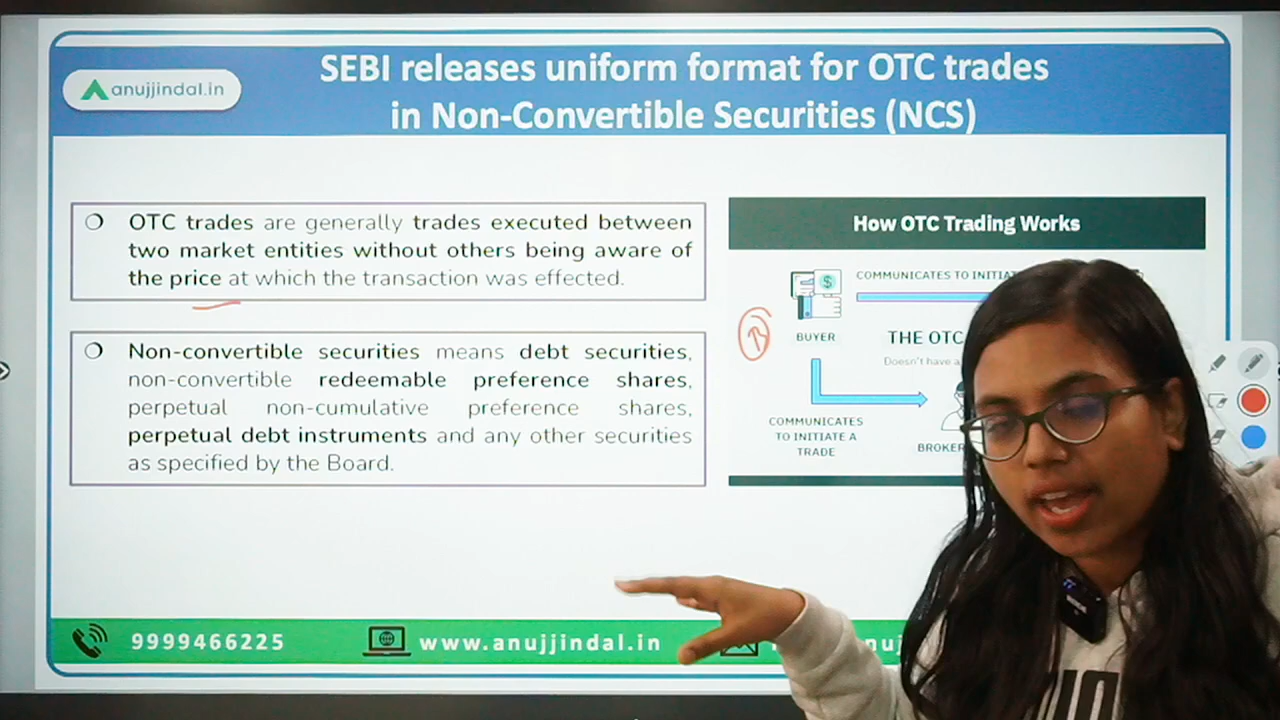 SEBI releases uniform format for OTC trades
in Non-Convertible Securities (NCS)
anujjindal.in
OTC trades are generally trades executed between
two market entities without others being aware of
the price at which the transaction was effected.
Non-convertible securities means debt securities,
non-convertible redeemable preference shares,
perpetual non-cumulative preference shares,
perpetual debt instruments and any other securities
as specified by the Board.
How OTC Trading Works
COMMUNICATES TO
BUYER
THE OTC
Doesn't have a
COMMUNICATES
TO INITIATE A
TRADE
BROKER
9999466225
www.anujjindal.in